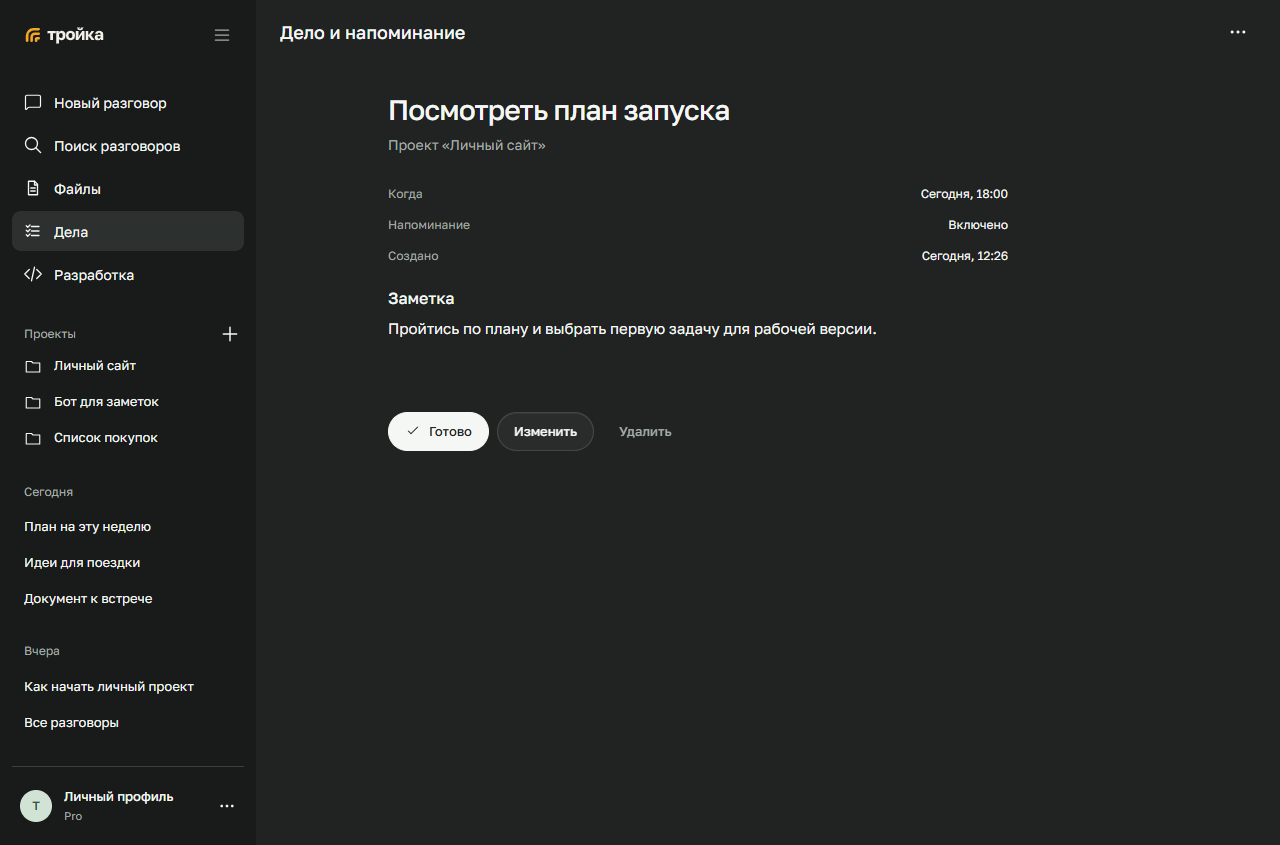 тройка
Новый разговор
Поиск разговоров
Файлы
Дела
Разработка
Проекты
Личный сайт
Бот для заметок
Список покупок
Сегодня
План на эту неделю
Идеи для поездки
Документ к встрече
Вчера
Как начать личный проект
Все разговоры
Т
Личный профиль
Pro
Дело и напоминание
Посмотреть план запуска
Проект «Личный сайт»
Когда Сегодня, 18:00
Напоминание Включено
Создано Сегодня, 12:26
Заметка
Пройтись по плану и выбрать первую задачу для рабочей версии.
Готово Изменить Удалить